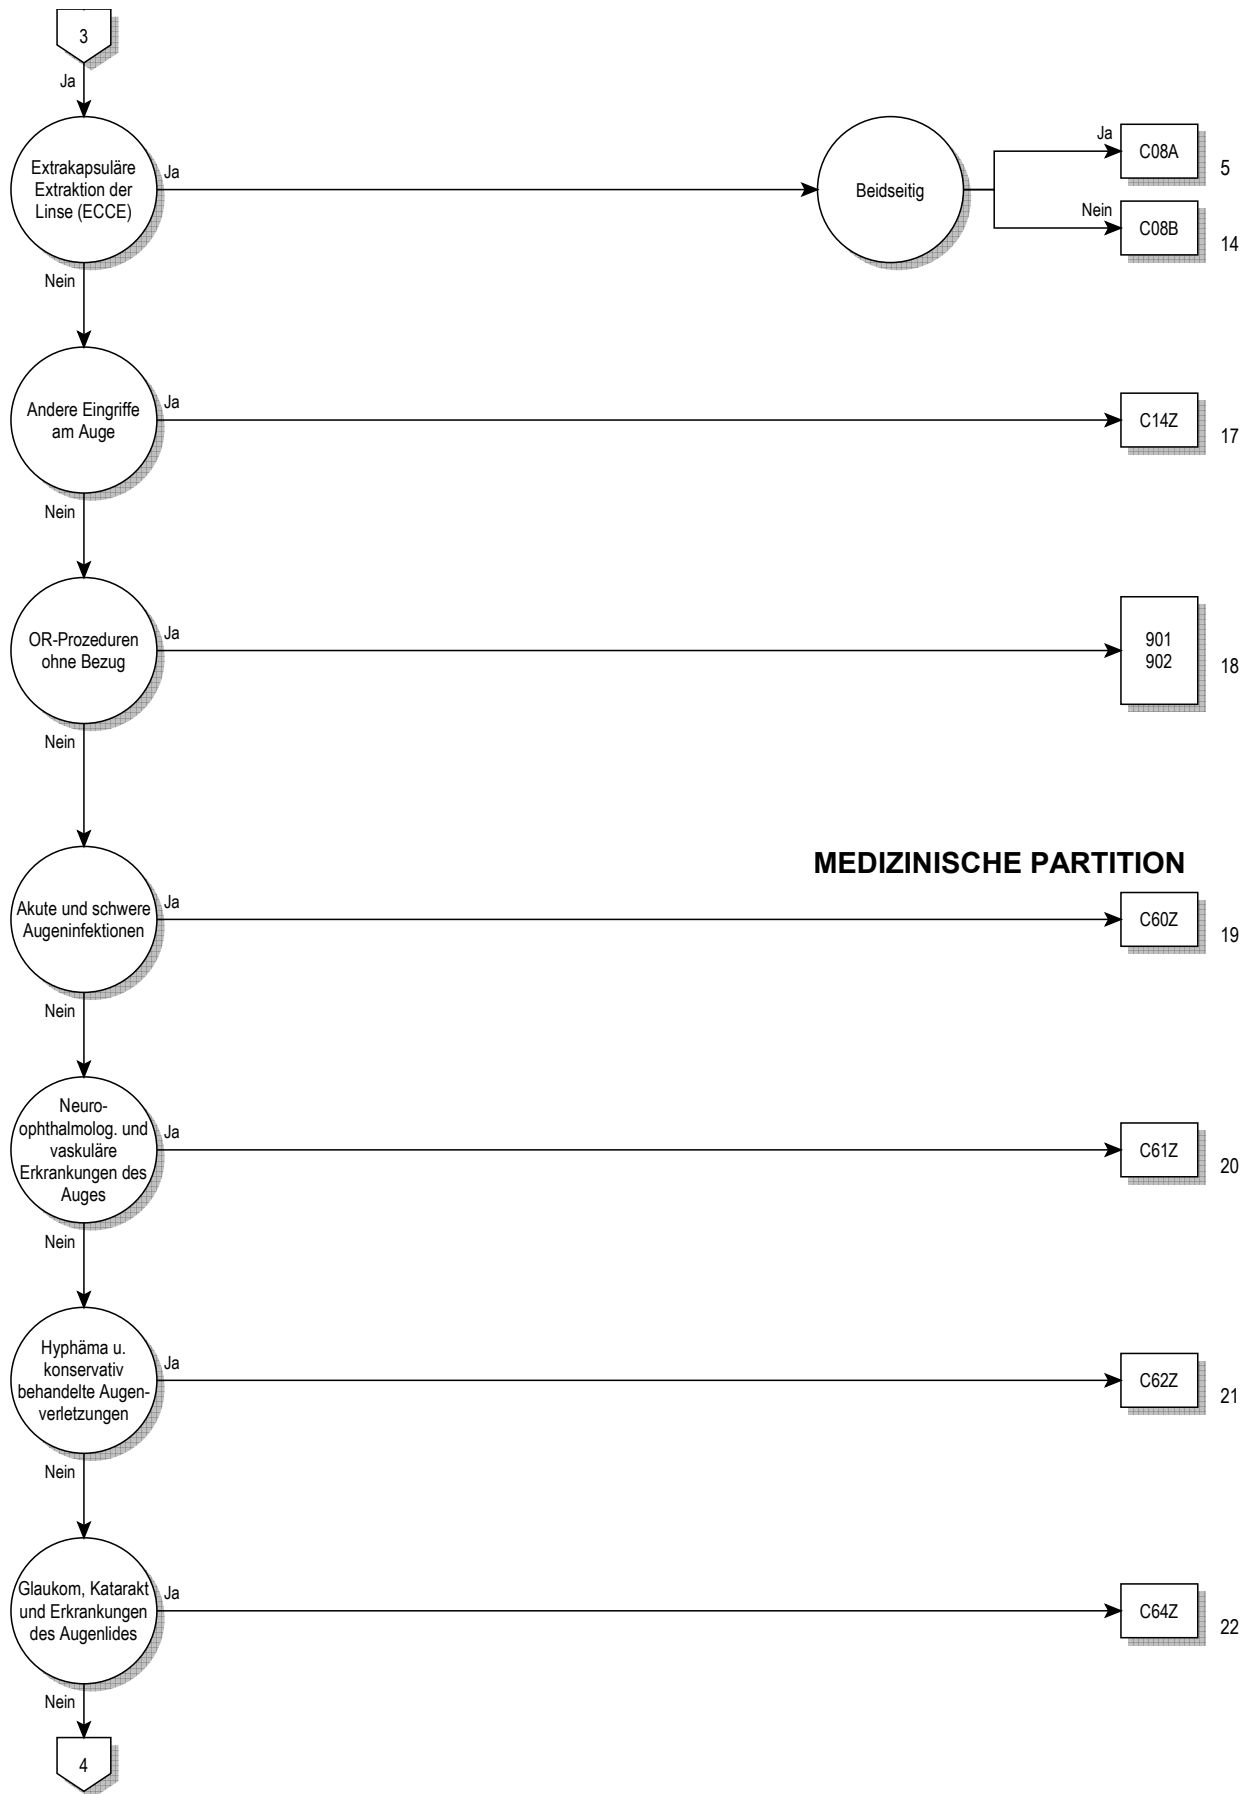 3
Ja
Extrakapsuläre
Extraktion der
Linse (ECCE)
Ja
Beidseitig
Ja
C08A
5
Nein
C08B
14
Nein
Andere Eingriffe
am Auge
Ja
C14Z
17
Nein
OR-Prozeduren
ohne Bezug
Ja
901
902
18
Nein
MEDIZINISCHE PARTITION
Akute und schwere
Augeninfektionen
Ja
C60Z
19
Nein
Neuro-
ophthalmolog. und
vaskuläre
Erkrankungen des
Auges
Ja
C61Z
20
Nein
Hyphäma u.
konservativ
behandelte Augen-
verletzungen
Ja
C62Z
21
Nein
Glaukom, Katarakt
und Erkrankungen
des Augenlides
Ja
C64Z
22
Nein
4